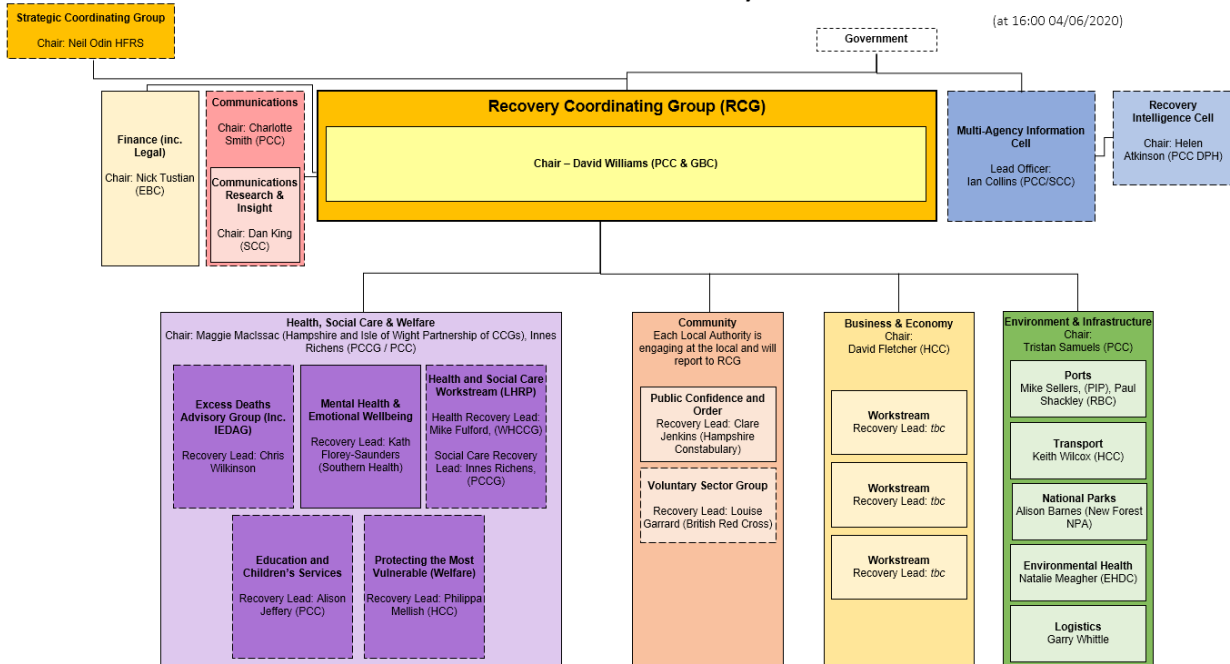 (at 16:00 04/06/2020)
Strategic Coordinating Group
Chair: Neil Odin HFRS
Government
Finance (inc.
Legal)
Chair: Nick Tustian
(EBC)
Communications
Chair: Charlotte
Smith (PCC)
Communications
Research &
Insight
Chair: Dan King
(SCC)
Recovery Coordinating Group (RCG)
Chair – David Williams (PCC & GBC)
Multi-Agency Information
Cell
Lead Officer:
Ian Collins (PCC/SCC)
Recovery
Intelligence Cell
Chair: Helen
Atkinson (PCC DPH)
Health, Social Care & Welfare
Chair: Maggie MacIssac (Hampshire and Isle of Wight Partnership of CCGs), Innes
Richens (PCCG / PCC)
Excess Deaths
Advisory Group (Inc.
IEDAG)
Recovery Lead: Chris
Wilkinson
Mental Health &
Emotional Wellbeing
Recovery Lead: Kath
Florey-Saunders
(Southern Health)
Health and Social Care
Workstream (LHRP)
Health Recovery Lead:
Mike Fulford, (WHCCG)
Social Care Recovery
Lead: Innes Richens,
(PCCG)
Education and
Children's Services
Recovery Lead: Alison
Jeffery (PCC)
Protecting the Most
Vulnerable (Welfare)
Recovery Lead: Philippa
Mellish (HCC)
Community
Each Local Authority is
engaging at the local and will
report to RCG
Public Confidence and
Order
Recovery Lead: Clare
Jenkins (Hampshire
Constabulary)
Voluntary Sector Group
Recovery Lead: Louise
Garrard (British Red Cross)
Business & Economy
Chair:
David Fletcher (HCC)
Workstream
Recovery Lead: tbc
Workstream
Recovery Lead: tbc
Workstream
Recovery Lead: tbc
Environment & Infrastructure
Chair:
Tristan Samuels (PCC)
Ports
Mike Sellers, (PIP), Paul
Shackley (RBC)
Transport
Keith Wilcox (HCC)
National Parks
Alison Barnes (New Forest
NPA)
Environmental Health
Natalie Meagher (EHDC)
Logistics
Garry Whittle